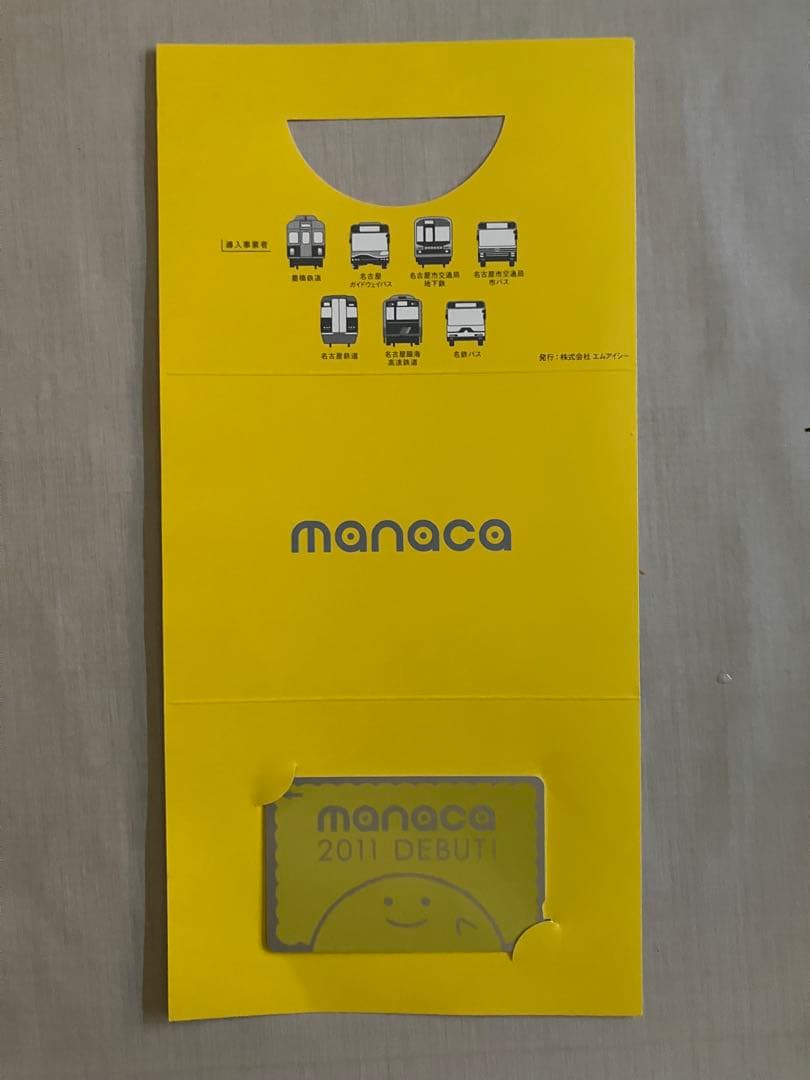 導入事業者
豊橋鉄道
名古屋
ガイドウェイバス
名古屋市交通局
地下鉄
名古屋市交通局
市バス
名古屋鉄道
名古屋臨海
高速鉄道
名鉄バス
発行：株式会社 エムアイシー
manaca
manaca
2011 DEBUT!